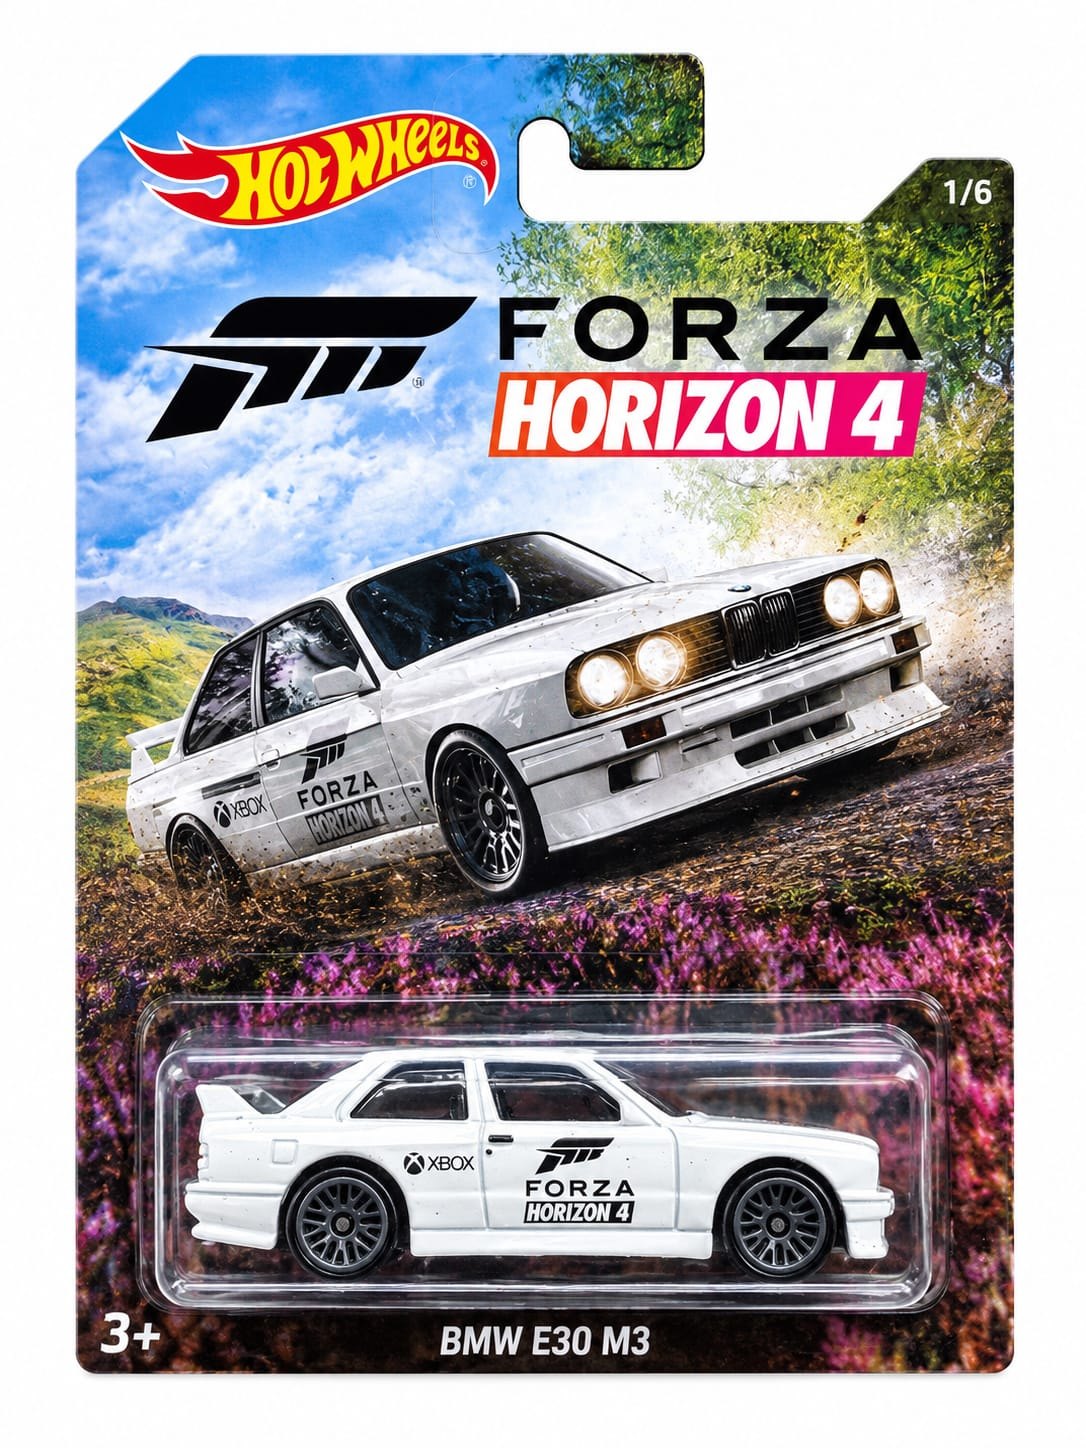 HOT WHEELS
®
1/6
FORZA
HORIZON 4
XBOX
FORZA
HORIZON 4
XBOX
FORZA
HORIZON 4
3+
BMW E30 M3